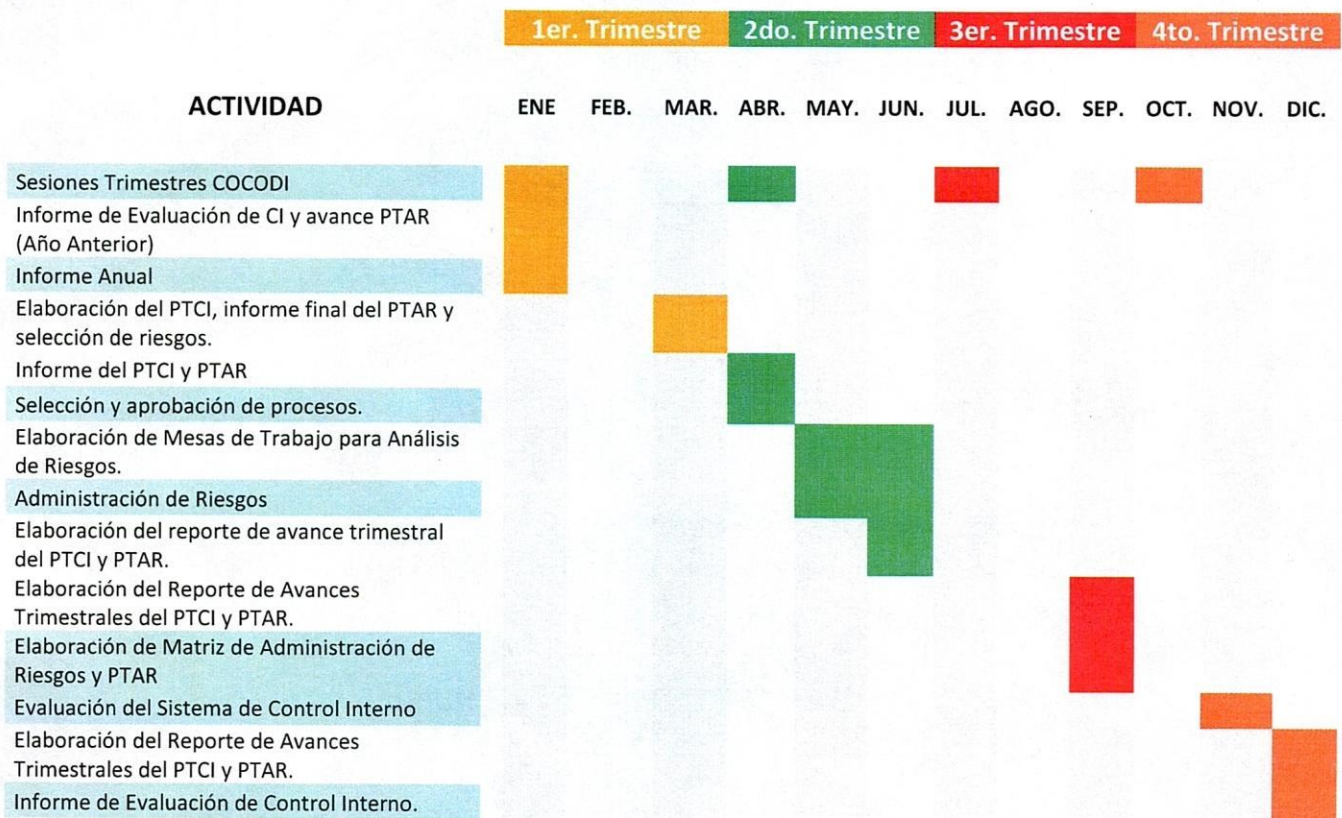 1er. Trimestre 2do. Trimestre 3er. Trimestre 4to. Trimestre
ACTIVIDAD ENE FEB. MAR. ABR. MAY. JUN. JUL. AGO. SEP. OCT. NOV. DIC.
Sesiones Trimestres COCODI
Informe de Evaluación de CI y avance PTAR
(Año Anterior)
Informe Anual
Elaboración del PTCI, informe final del PTAR y
selección de riesgos.
Informe del PTCI y PTAR
Selección y aprobación de procesos.
Elaboración de Mesas de Trabajo para Análisis
de Riesgos.
Administración de Riesgos
Elaboración del reporte de avance trimestral
del PTCI y PTAR.
Elaboración del Reporte de Avances
Trimestrales del PTCI y PTAR.
Elaboración de Matriz de Administración de
Riesgos y PTAR
Evaluación del Sistema de Control Interno
Elaboración del Reporte de Avances
Trimestrales del PTCI y PTAR.
Informe de Evaluación de Control Interno.